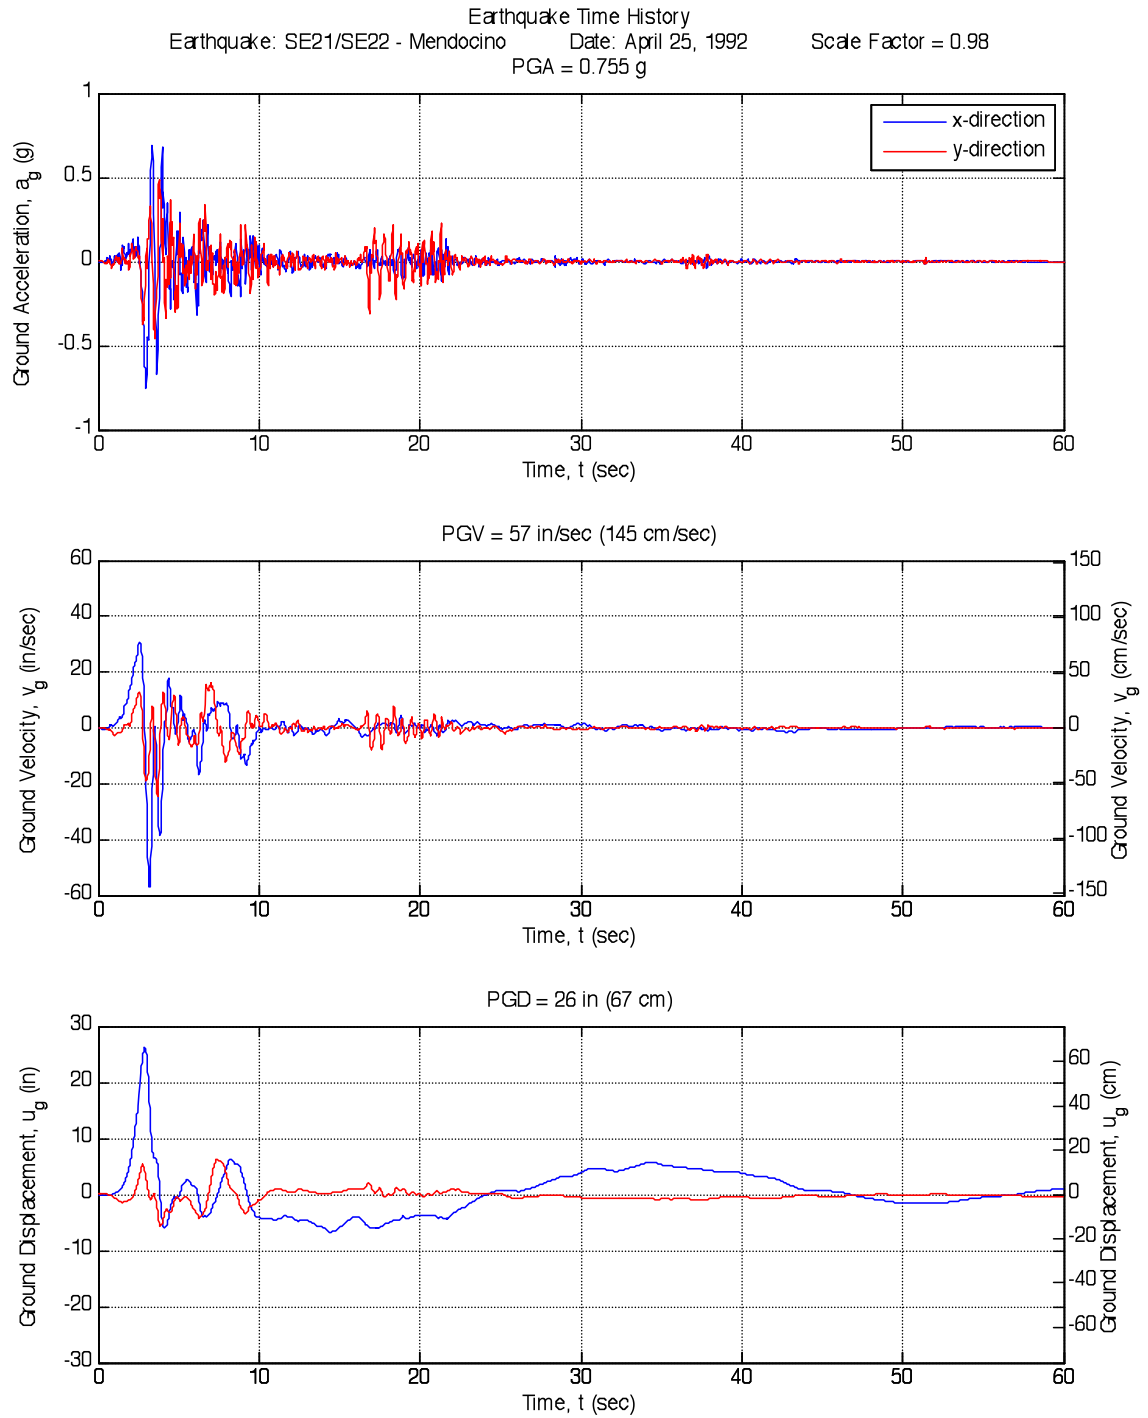 Earthquake Time History
Earthquake: SE21/SE22 - Mendocino Date: April 25, 1992 Scale Factor = 0.98
PGA = 0.755 g
Ground Acceleration, a_g (g)
1
0.5
0
-0.5
-1
x-direction
y-direction
0 10 20 30 40 50 60
Time, t (sec)
PGV = 57 in/sec (145 cm/sec)
Ground Velocity, v_g (in/sec)
60
40
20
0
-20
-40
-60
150
100
50
0
-50
-100
-150
Ground Velocity, v_g (cm/sec)
0 10 20 30 40 50 60
Time, t (sec)
PGD = 26 in (67 cm)
Ground Displacement, u_g (in)
30
20
10
0
-10
-20
-30
60
40
20
0
-20
-40
-60
Ground Displacement, u_g (cm)
0 10 20 30 40 50 60
Time, t (sec)